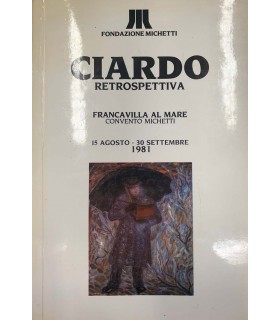 FONDAZIONE MICHETTI
CIARDO
RETROSPETTIVA
FRANCAVILLA AL MARE
CONVENTO MICHETTI
15 AGOSTO - 30 SETTEMBRE
1981